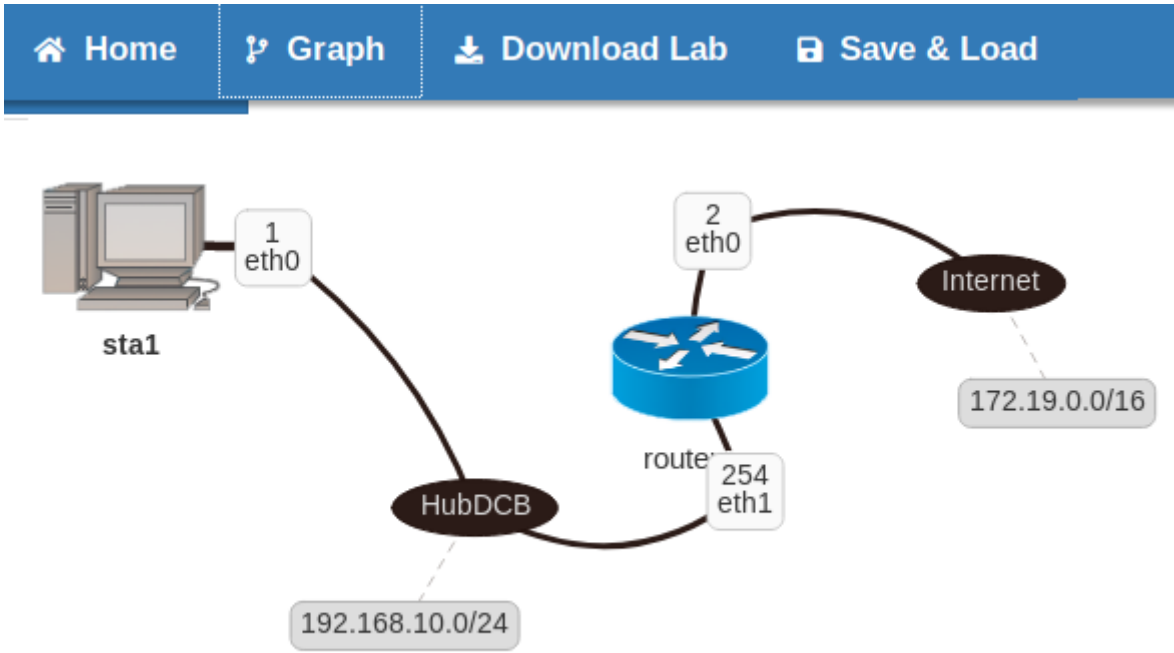 Home Graph Download Lab Save & Load
1
eth0
sta1
2
eth0
Internet
172.19.0.0/16
route
254
eth1
HubDCB
192.168.10.0/24